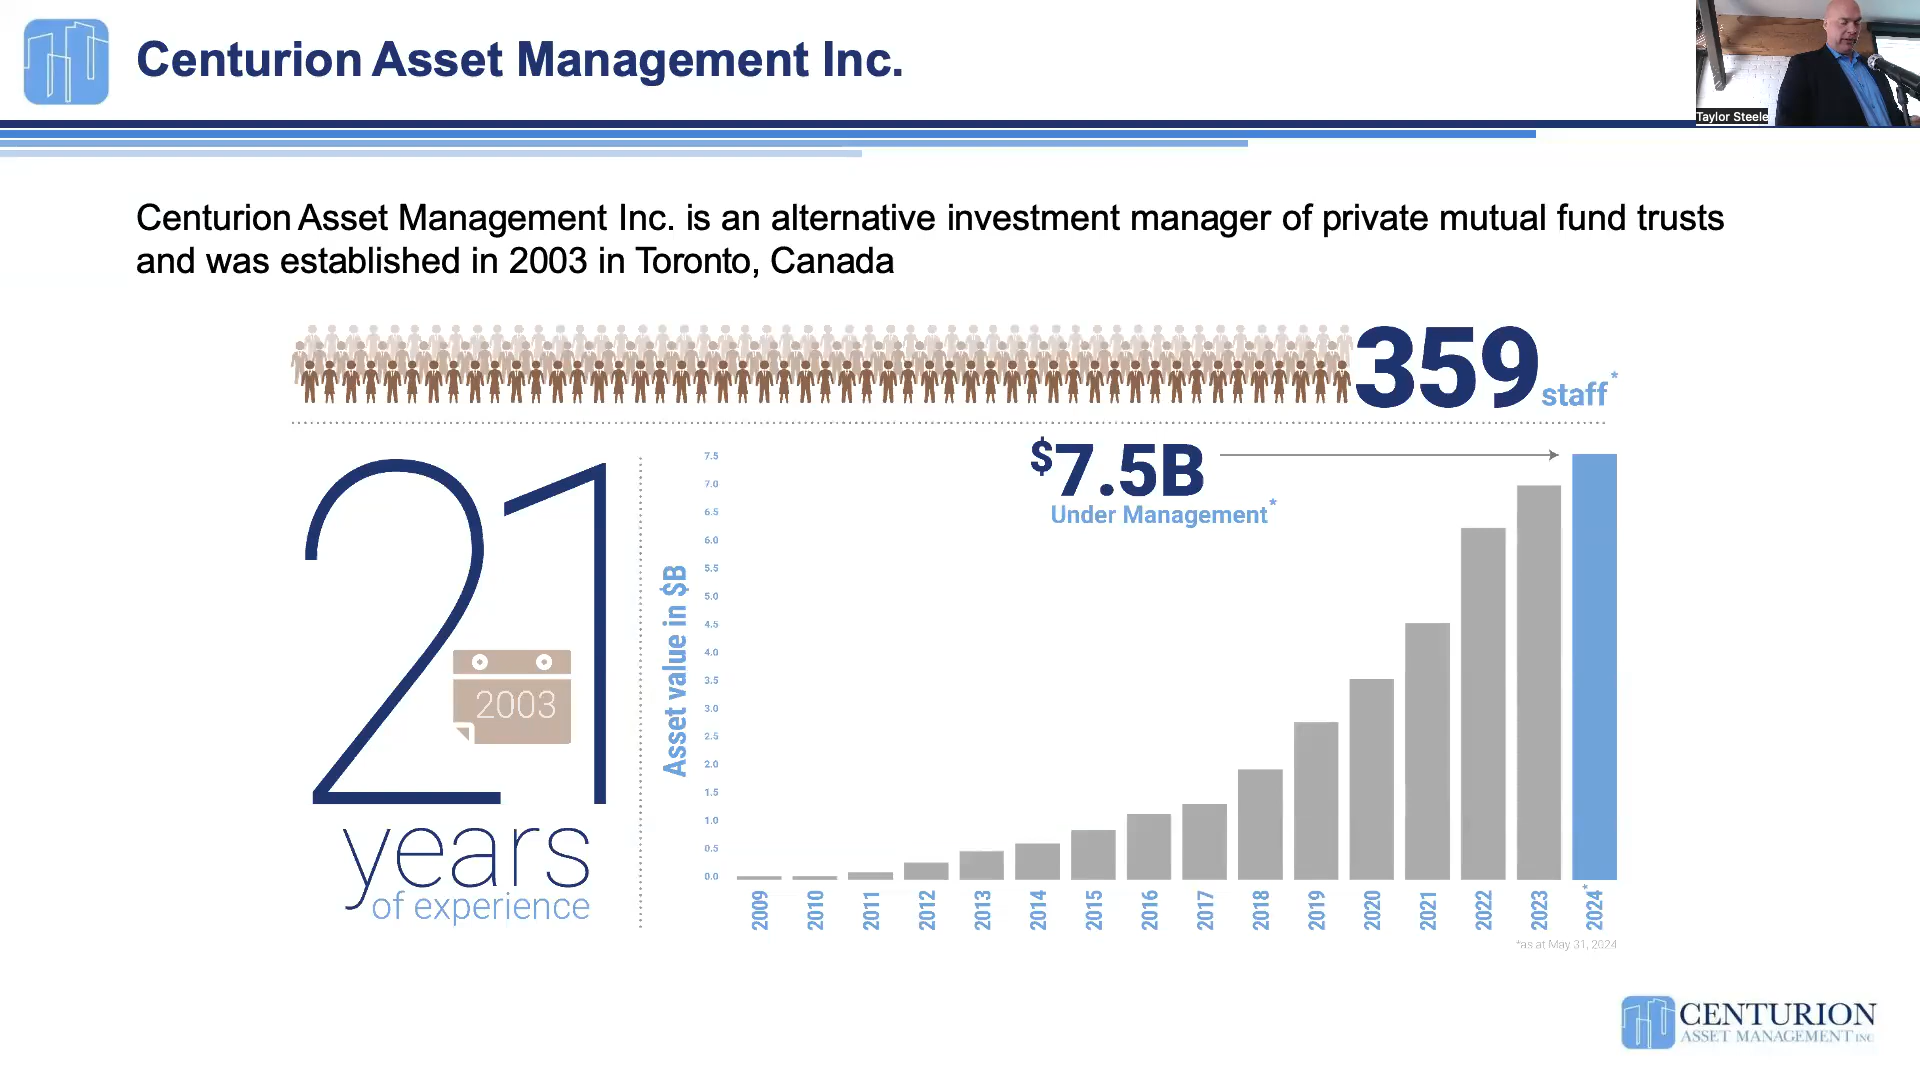 Centurion Asset Management Inc.
Taylor Steele
Centurion Asset Management Inc. is an alternative investment manager of private mutual fund trusts
and was established in 2003 in Toronto, Canada
359 staff*
21
2003
years
of experience
$7.5B
Under Management*
Asset value in $B
7.5
7.0
6.5
6.0
5.5
5.0
4.5
4.0
3.5
3.0
2.5
2.0
1.5
1.0
0.5
0.0
2009 2010 2011 2012 2013 2014 2015 2016 2017 2018 2019 2020 2021 2022 2023 2024*
*as at May 31, 2024
CENTURION
ASSET MANAGEMENT INC